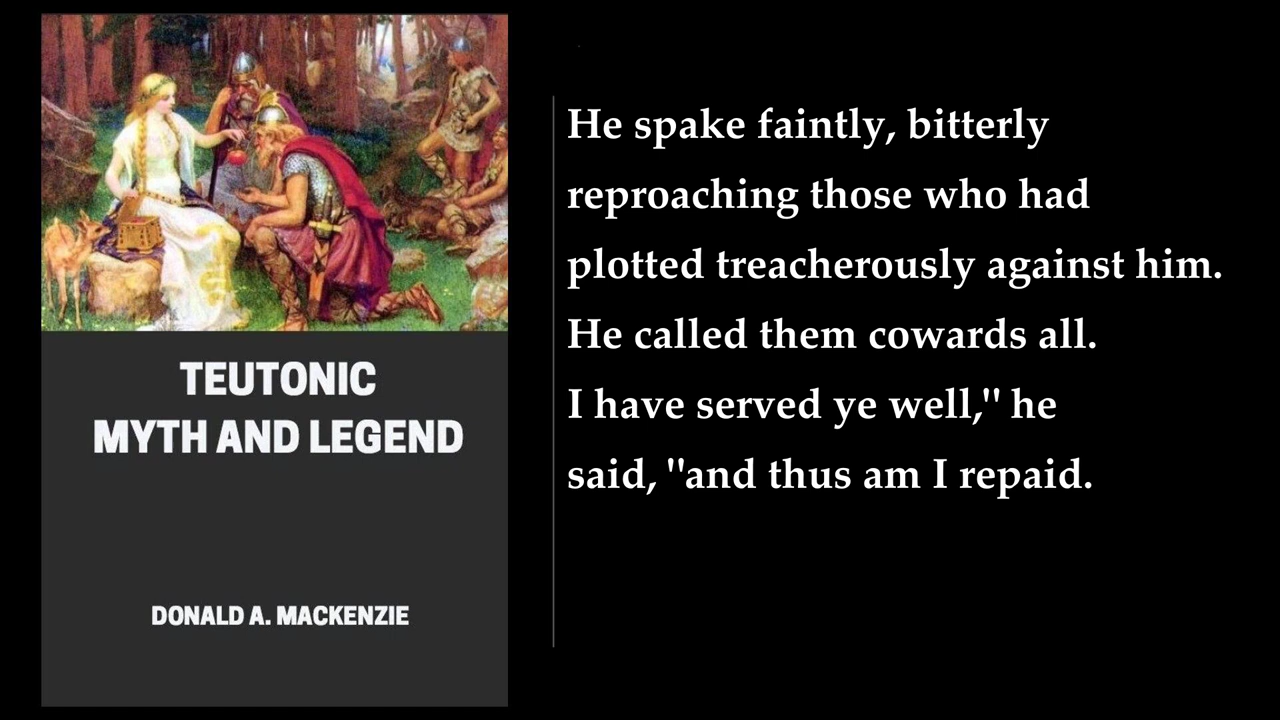 TEUTONIC
MYTH AND LEGEND
DONALD A. MACKENZIE
He spake faintly, bitterly
reproaching those who had
plotted treacherously against him.
He called them cowards all.
I have served ye well," he
said, "and thus am I repaid.